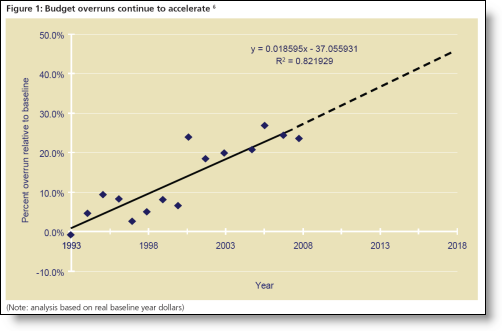 Figure 1: Budget overruns continue to accelerate 6
50.0%
y = 0.018595x - 37.055931
R² = 0.821929
40.0%
30.0%
20.0%
10.0%
0.0%
-10.0%
Percent overrun relative to baseline
1993 1998 2003 2008 2013 2018
Year
(Note: analysis based on real baseline year dollars)